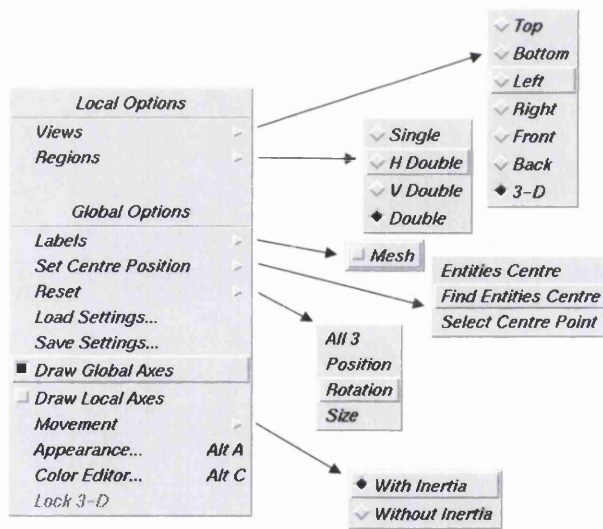 Local Options
Views
Regions
Global Options
Labels
Set Centre Position
Reset
Load Settings...
Save Settings...
Draw Global Axes
Draw Local Axes
Movement
Appearance... Alt A
Color Editor... Alt C
Lock 3-D
Top
Bottom
Left
Right
Front
Back
3-D
Single
H Double
V Double
Double
Mesh
Entities Centre
Find Entities Centre
Select Centre Point
All 3
Position
Rotation
Size
With Inertia
Without Inertia